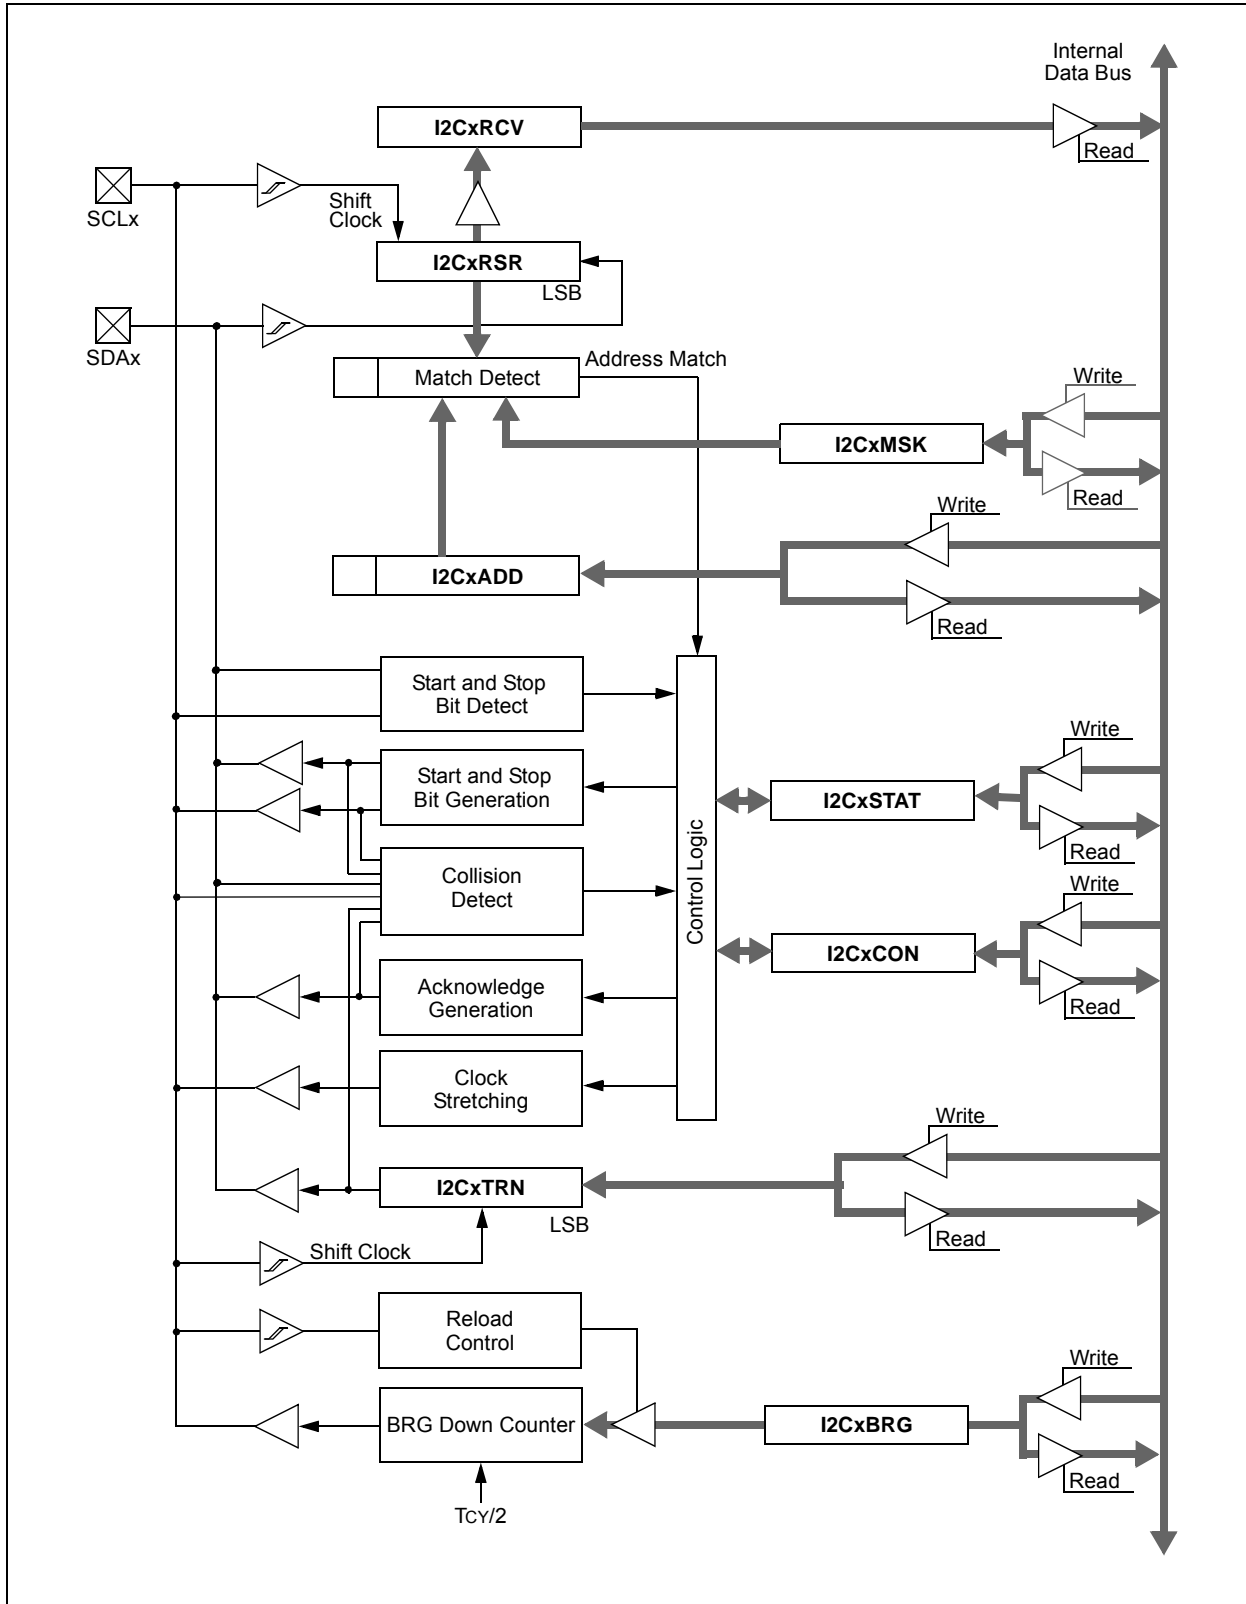 Internal
Data Bus
I2CxRCV
Read
SCLx
Shift
Clock
I2CxRSR
LSB
SDAx
Address Match
Match Detect
Write
I2CxMSK
Read
Write
I2CxADD
Read
Start and Stop
Bit Detect
Write
Start and Stop
Bit Generation
I2CxSTAT
Control Logic
Read
Collision
Detect
Write
I2CxCON
Acknowledge
Generation
Read
Clock
Stretching
Write
I2CxTRN
LSB
Read
Shift Clock
Reload
Control
Write
BRG Down Counter
I2CxBRG
Read
TCY/2